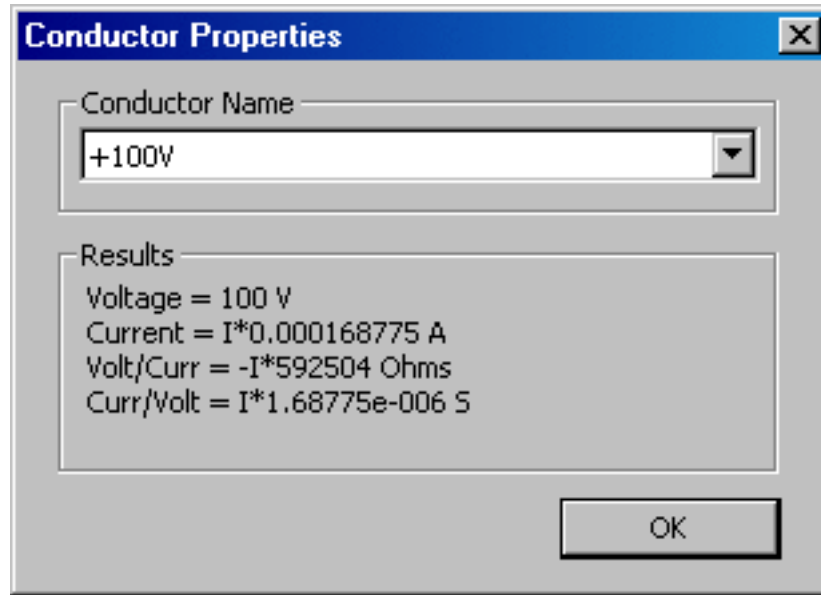 Conductor Properties
Conductor Name
+100V
Results
Voltage = 100 V
Current = I*0.000168775 A
Volt/Curr = -I*592504 Ohms
Curr/Volt = I*1.68775e-006 S
OK